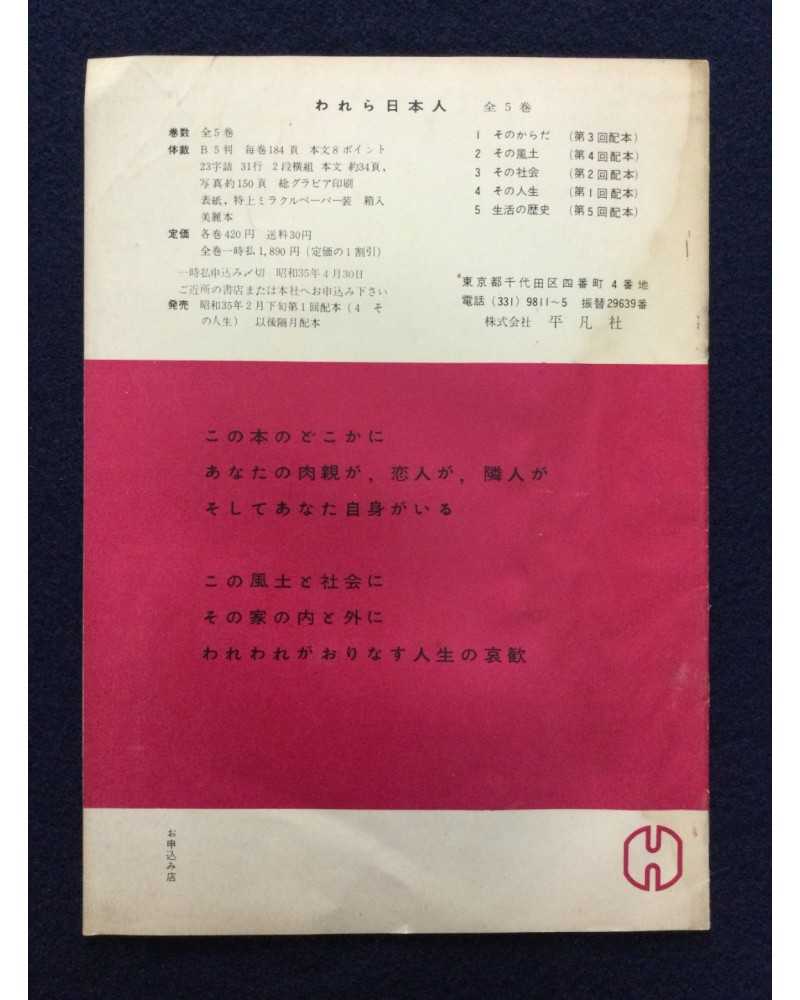 われら日本人　全5巻
巻数　全5巻
体裁　B5判　毎巻184頁　本文8ポイント
23字詰　31行　2段横組　本文　約34頁，
写真約150頁　総グラビア印刷
表紙，特上ミラクルペーパー装　箱入
美麗本
定価　各巻420円　送料30円
全巻一時払1,890円（定価の1割引）
一時払申込み〆切　昭和35年4月30日
ご近所の書店または本社へお申込み下さい
発売　昭和35年2月下旬第1回配本（4　そ
の人生）　以後隔月配本
1　そのからだ　（第3回配本）
2　その風土　（第4回配本）
3　その社会　（第2回配本）
4　その人生　（第1回配本）
5　生活の歴史　（第5回配本）
東京都千代田区四番町4番地
電話（331）9811〜5　振替29639番
株式会社　平凡社
この本のどこかに
あなたの肉親が，恋人が，隣人が
そしてあなた自身がいる
この風土と社会に
その家の内と外に
われわれがおりなす人生の哀歓
お申込み店